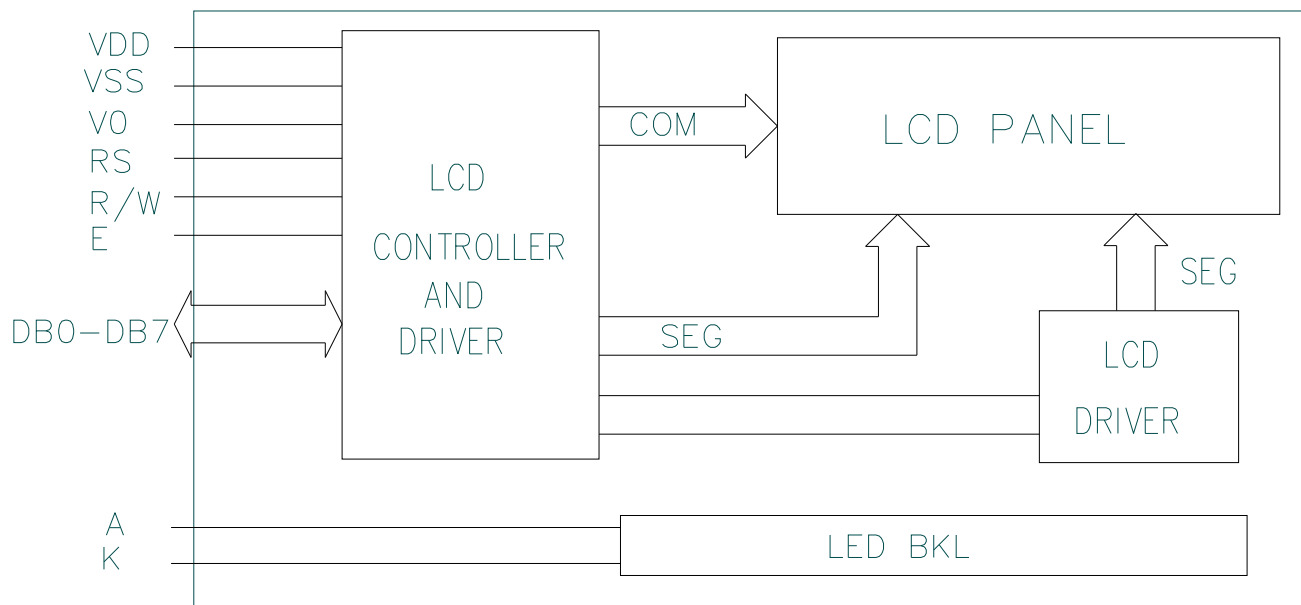 VDD
VSS
V0
RS
R/W
E
DB0-DB7
LCD
CONTROLLER
AND
DRIVER
COM
LCD PANEL
SEG
SEG
LCD
DRIVER
A
K
LED BKL